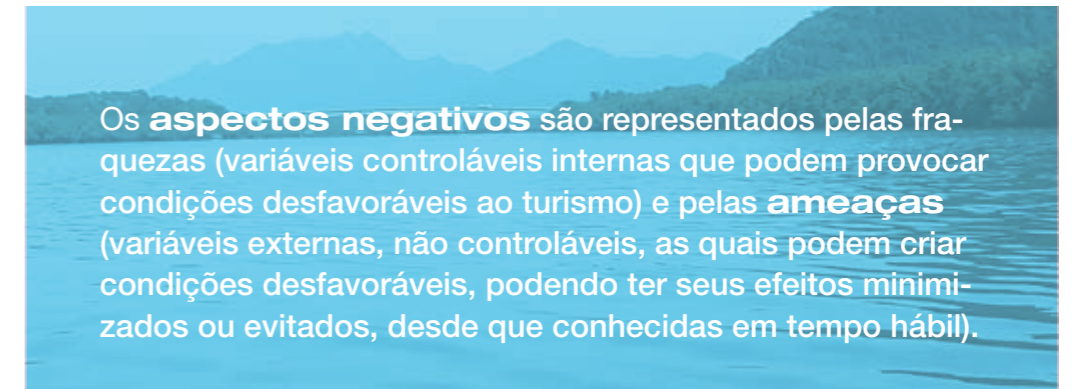 Os aspectos negativos são representados pelas fra-
quezas (variáveis controláveis internas que podem provocar
condições desfavoráveis ao turismo) e pelas ameaças
(variáveis externas, não controláveis, as quais podem criar
condições desfavoráveis, podendo ter seus efeitos minimi-
zados ou evitados, desde que conhecidas em tempo hábil).